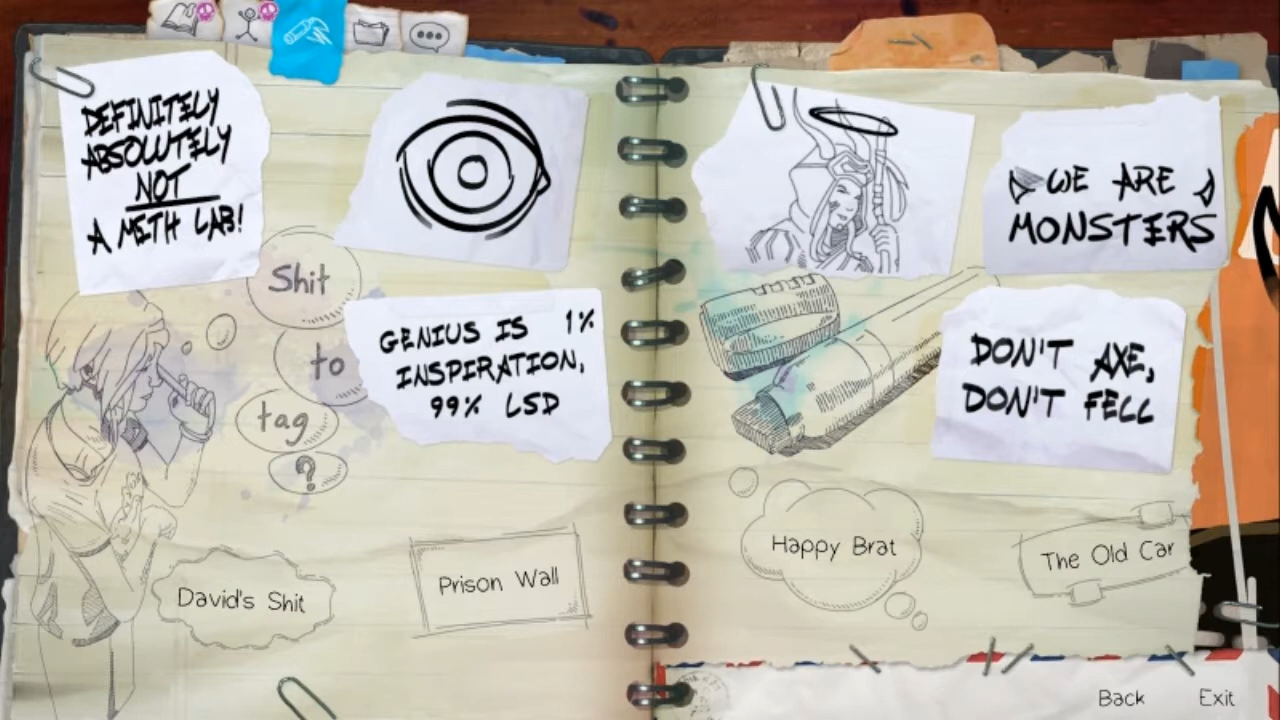 DEFINITELY
ABSOLUTELY
NOT
A METH LAB!
Shit
to
tag
?
GENIUS IS 1%
INSPIRATION,
99% LSD
David's Shit
Prison Wall
WE ARE
MONSTERS
DON'T AXE,
DON'T FELL
Happy Brat
The Old Car
Back
Exit